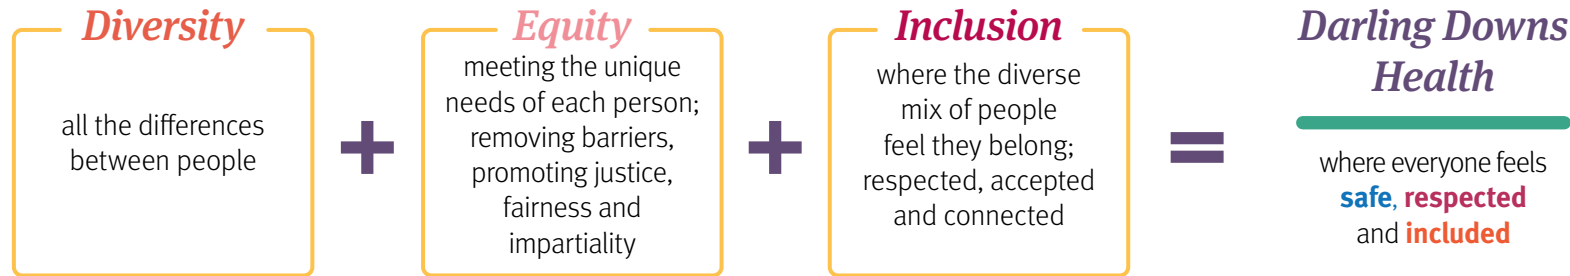 Diversity
all the differences
between people
+
Equity
meeting the unique
needs of each person;
removing barriers,
promoting justice,
fairness and
impartiality
+
Inclusion
where the diverse
mix of people
feel they belong;
respected, accepted
and connected
=
Darling Downs
Health
where everyone feels
safe, respected
and included